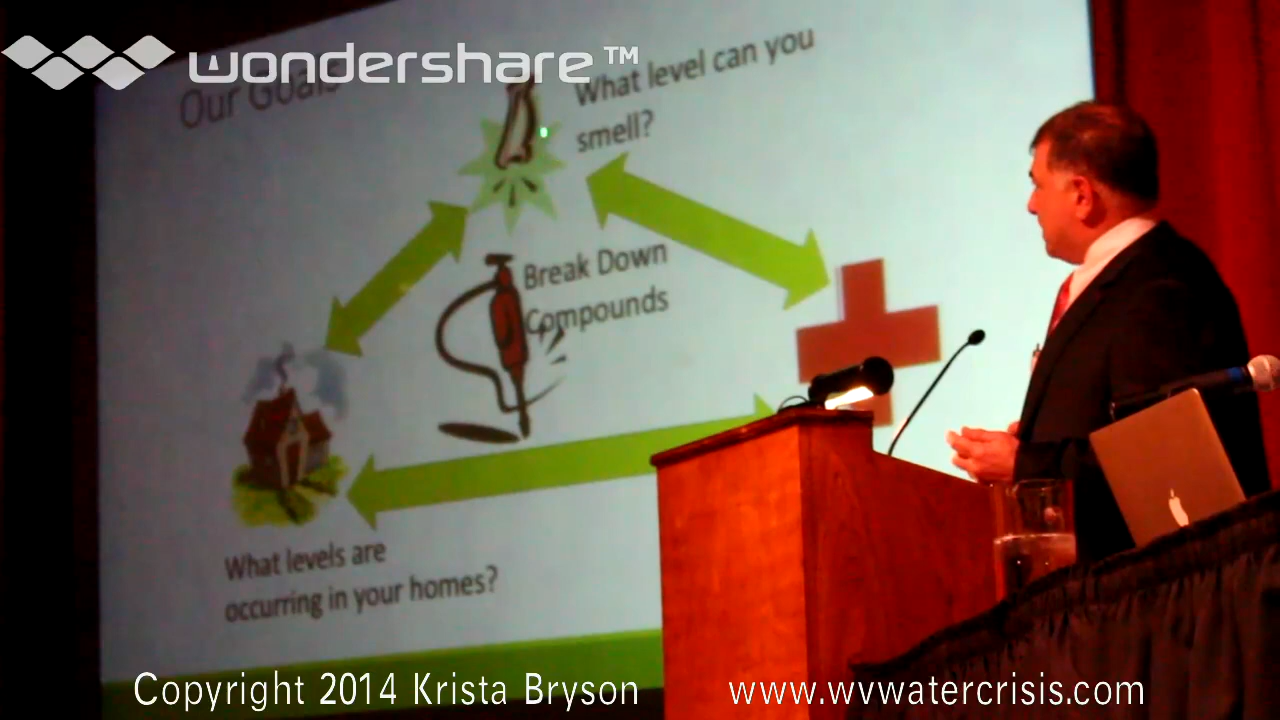 wondershare™
Our Goals
What level can you
smell?
Break Down
Compounds
What levels are
occurring in your homes?
Copyright 2014 Krista Bryson
www.wvwatercrisis.com